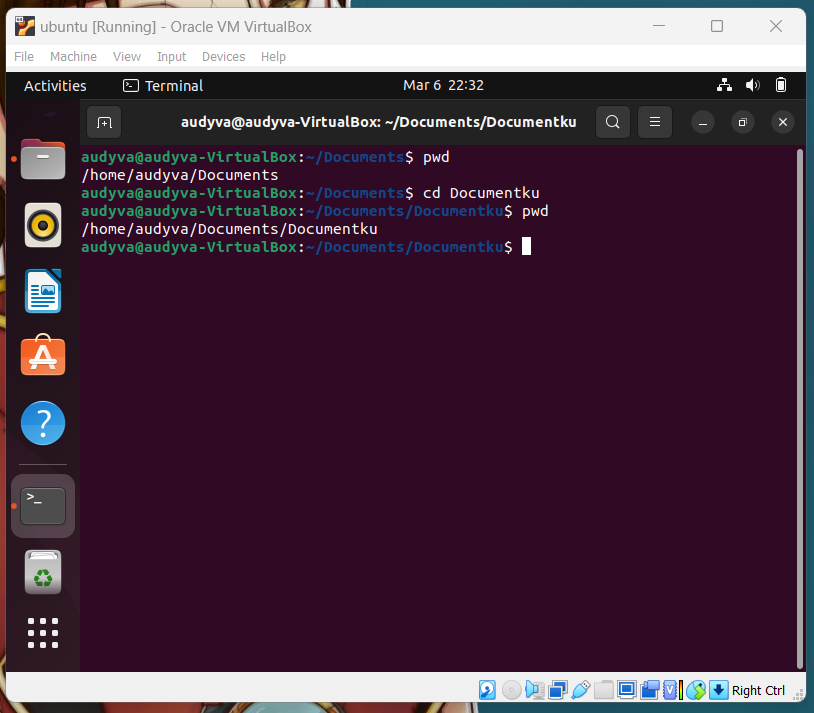 ubuntu [Running] - Oracle VM VirtualBox
File Machine View Input Devices Help
Activities Terminal Mar 6 22:32
audyva@audyva-VirtualBox: ~/Documents/Documentku
audyva@audyva-VirtualBox:~/Documents$ pwd
/home/audyva/Documents
audyva@audyva-VirtualBox:~/Documents$ cd Documentku
audyva@audyva-VirtualBox:~/Documents/Documentku$ pwd
/home/audyva/Documents/Documentku
audyva@audyva-VirtualBox:~/Documents/Documentku$
Right Ctrl